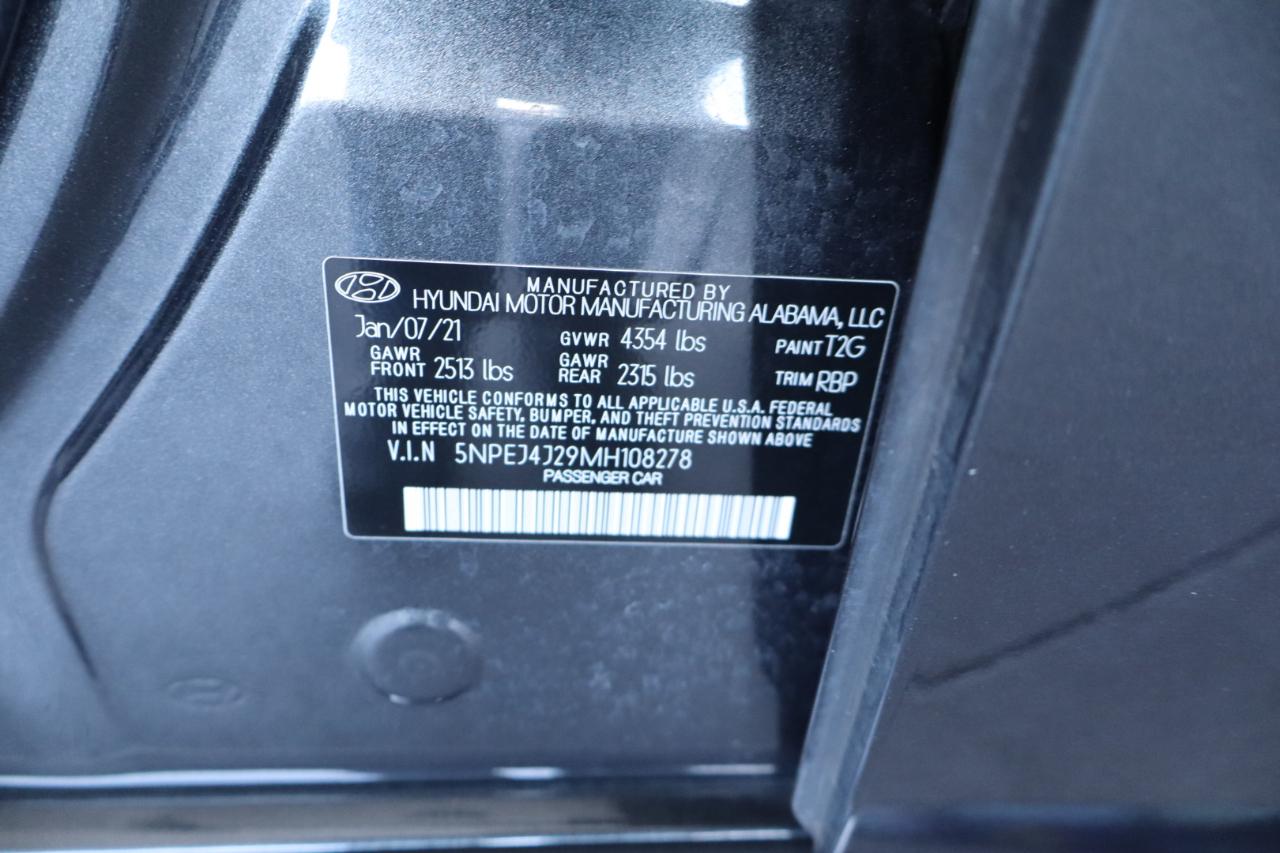 MANUFACTURED BY
HYUNDAI MOTOR MANUFACTURING ALABAMA, LLC
Jan/07/21 GVWR 4354 lbs PAINT T2G
GAWR FRONT 2513 lbs GAWR REAR 2315 lbs TRIM RBP
THIS VEHICLE CONFORMS TO ALL APPLICABLE U.S.A. FEDERAL
MOTOR VEHICLE SAFETY, BUMPER, AND THEFT PREVENTION STANDARDS
IN EFFECT ON THE DATE OF MANUFACTURE SHOWN ABOVE
V.I.N 5NPEJ4J29MH108278
PASSENGER CAR